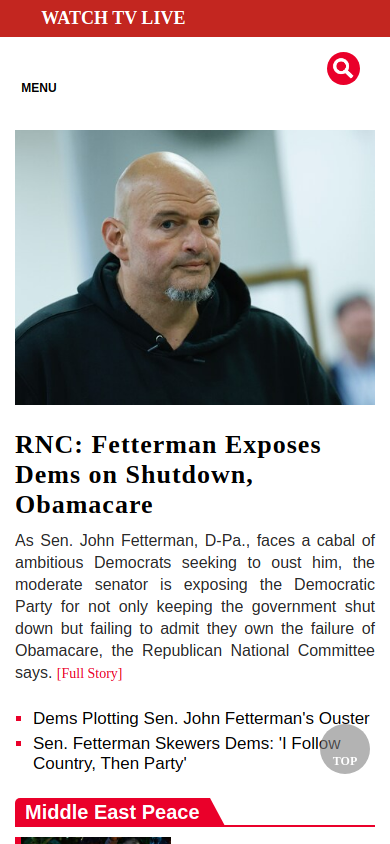 WATCH TV LIVE
MENU
RNC: Fetterman Exposes
Dems on Shutdown,
Obamacare
As Sen. John Fetterman, D-Pa., faces a cabal of
ambitious Democrats seeking to oust him, the
moderate senator is exposing the Democratic
Party for not only keeping the government shut
down but failing to admit they own the failure of
Obamacare, the Republican National Committee
says. [Full Story]
Dems Plotting Sen. John Fetterman's Ouster
Sen. Fetterman Skewers Dems: 'I Follow
Country, Then Party'
TOP
Middle East Peace